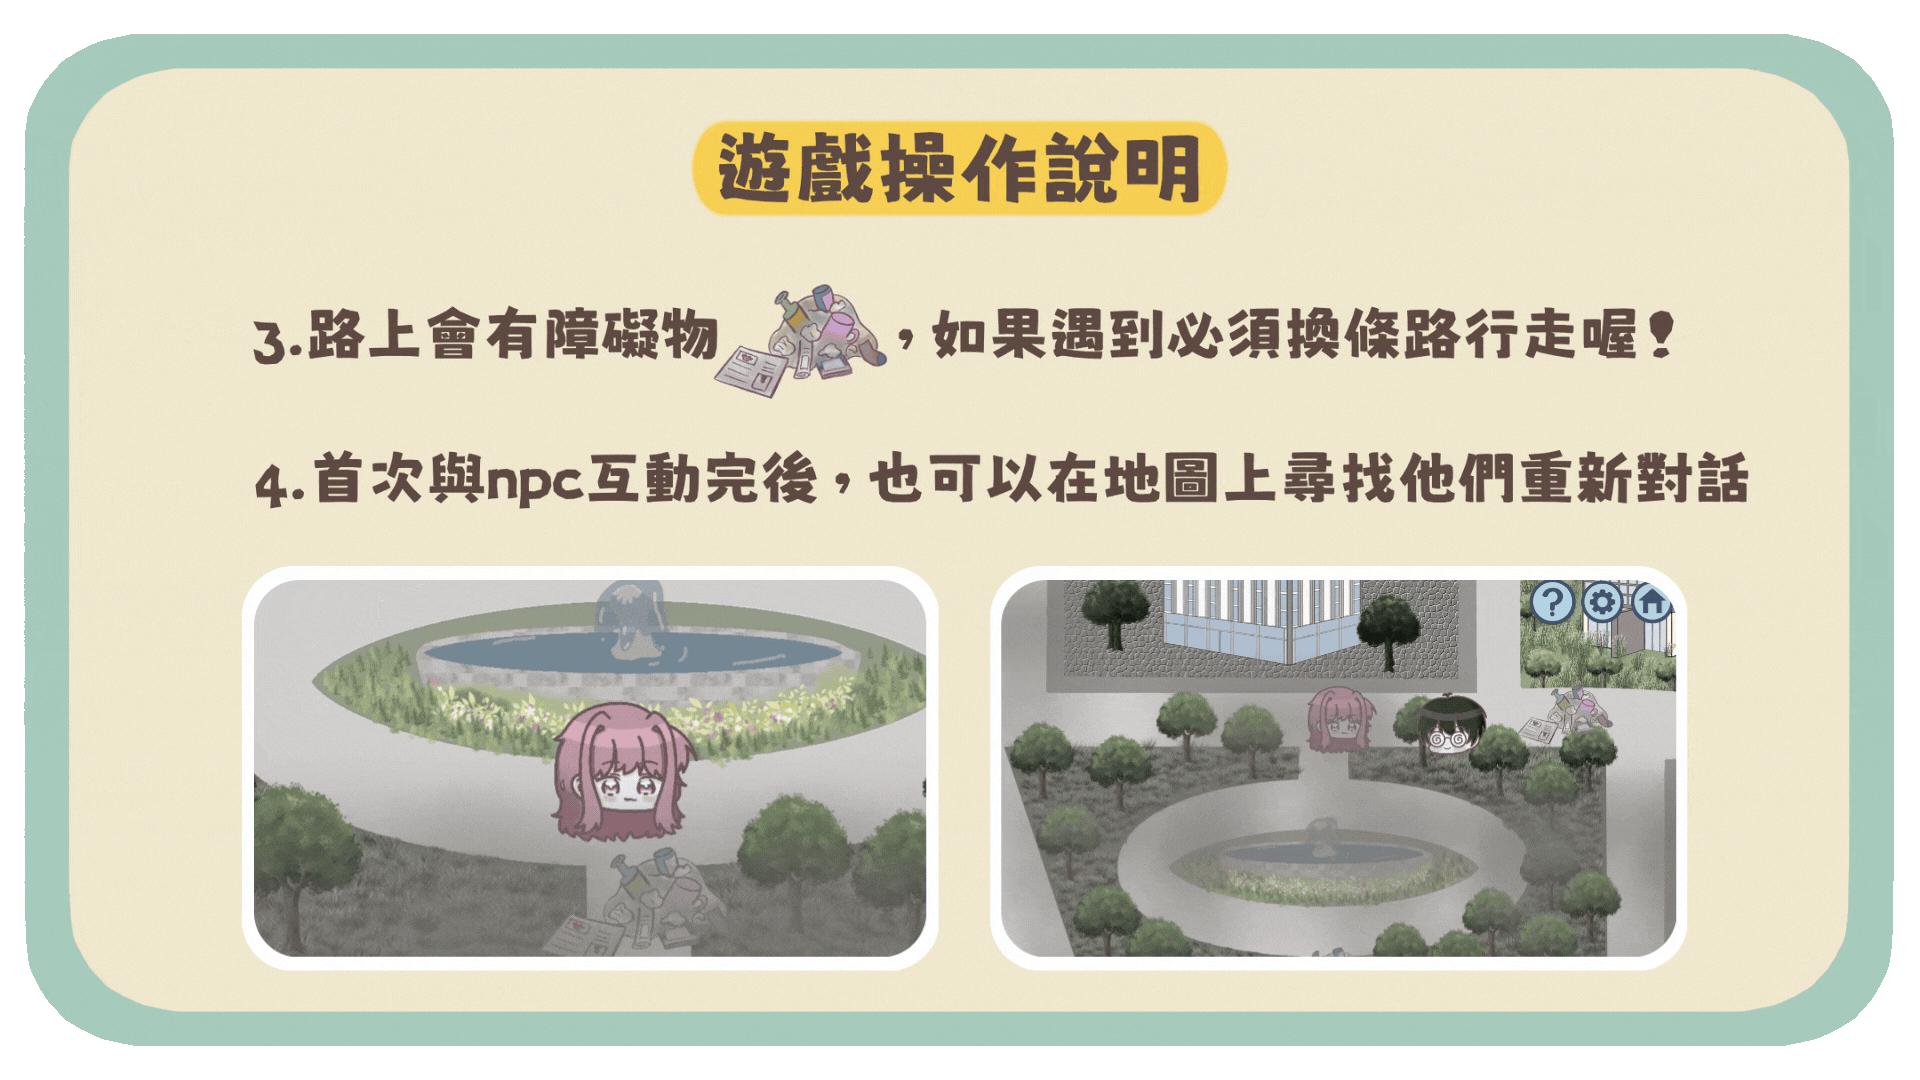 遊戲操作說明
3.路上會有障礙物，如果遇到必須換條路行走喔！
4.首次與npc互動完後，也可以在地圖上尋找他們重新對話
?